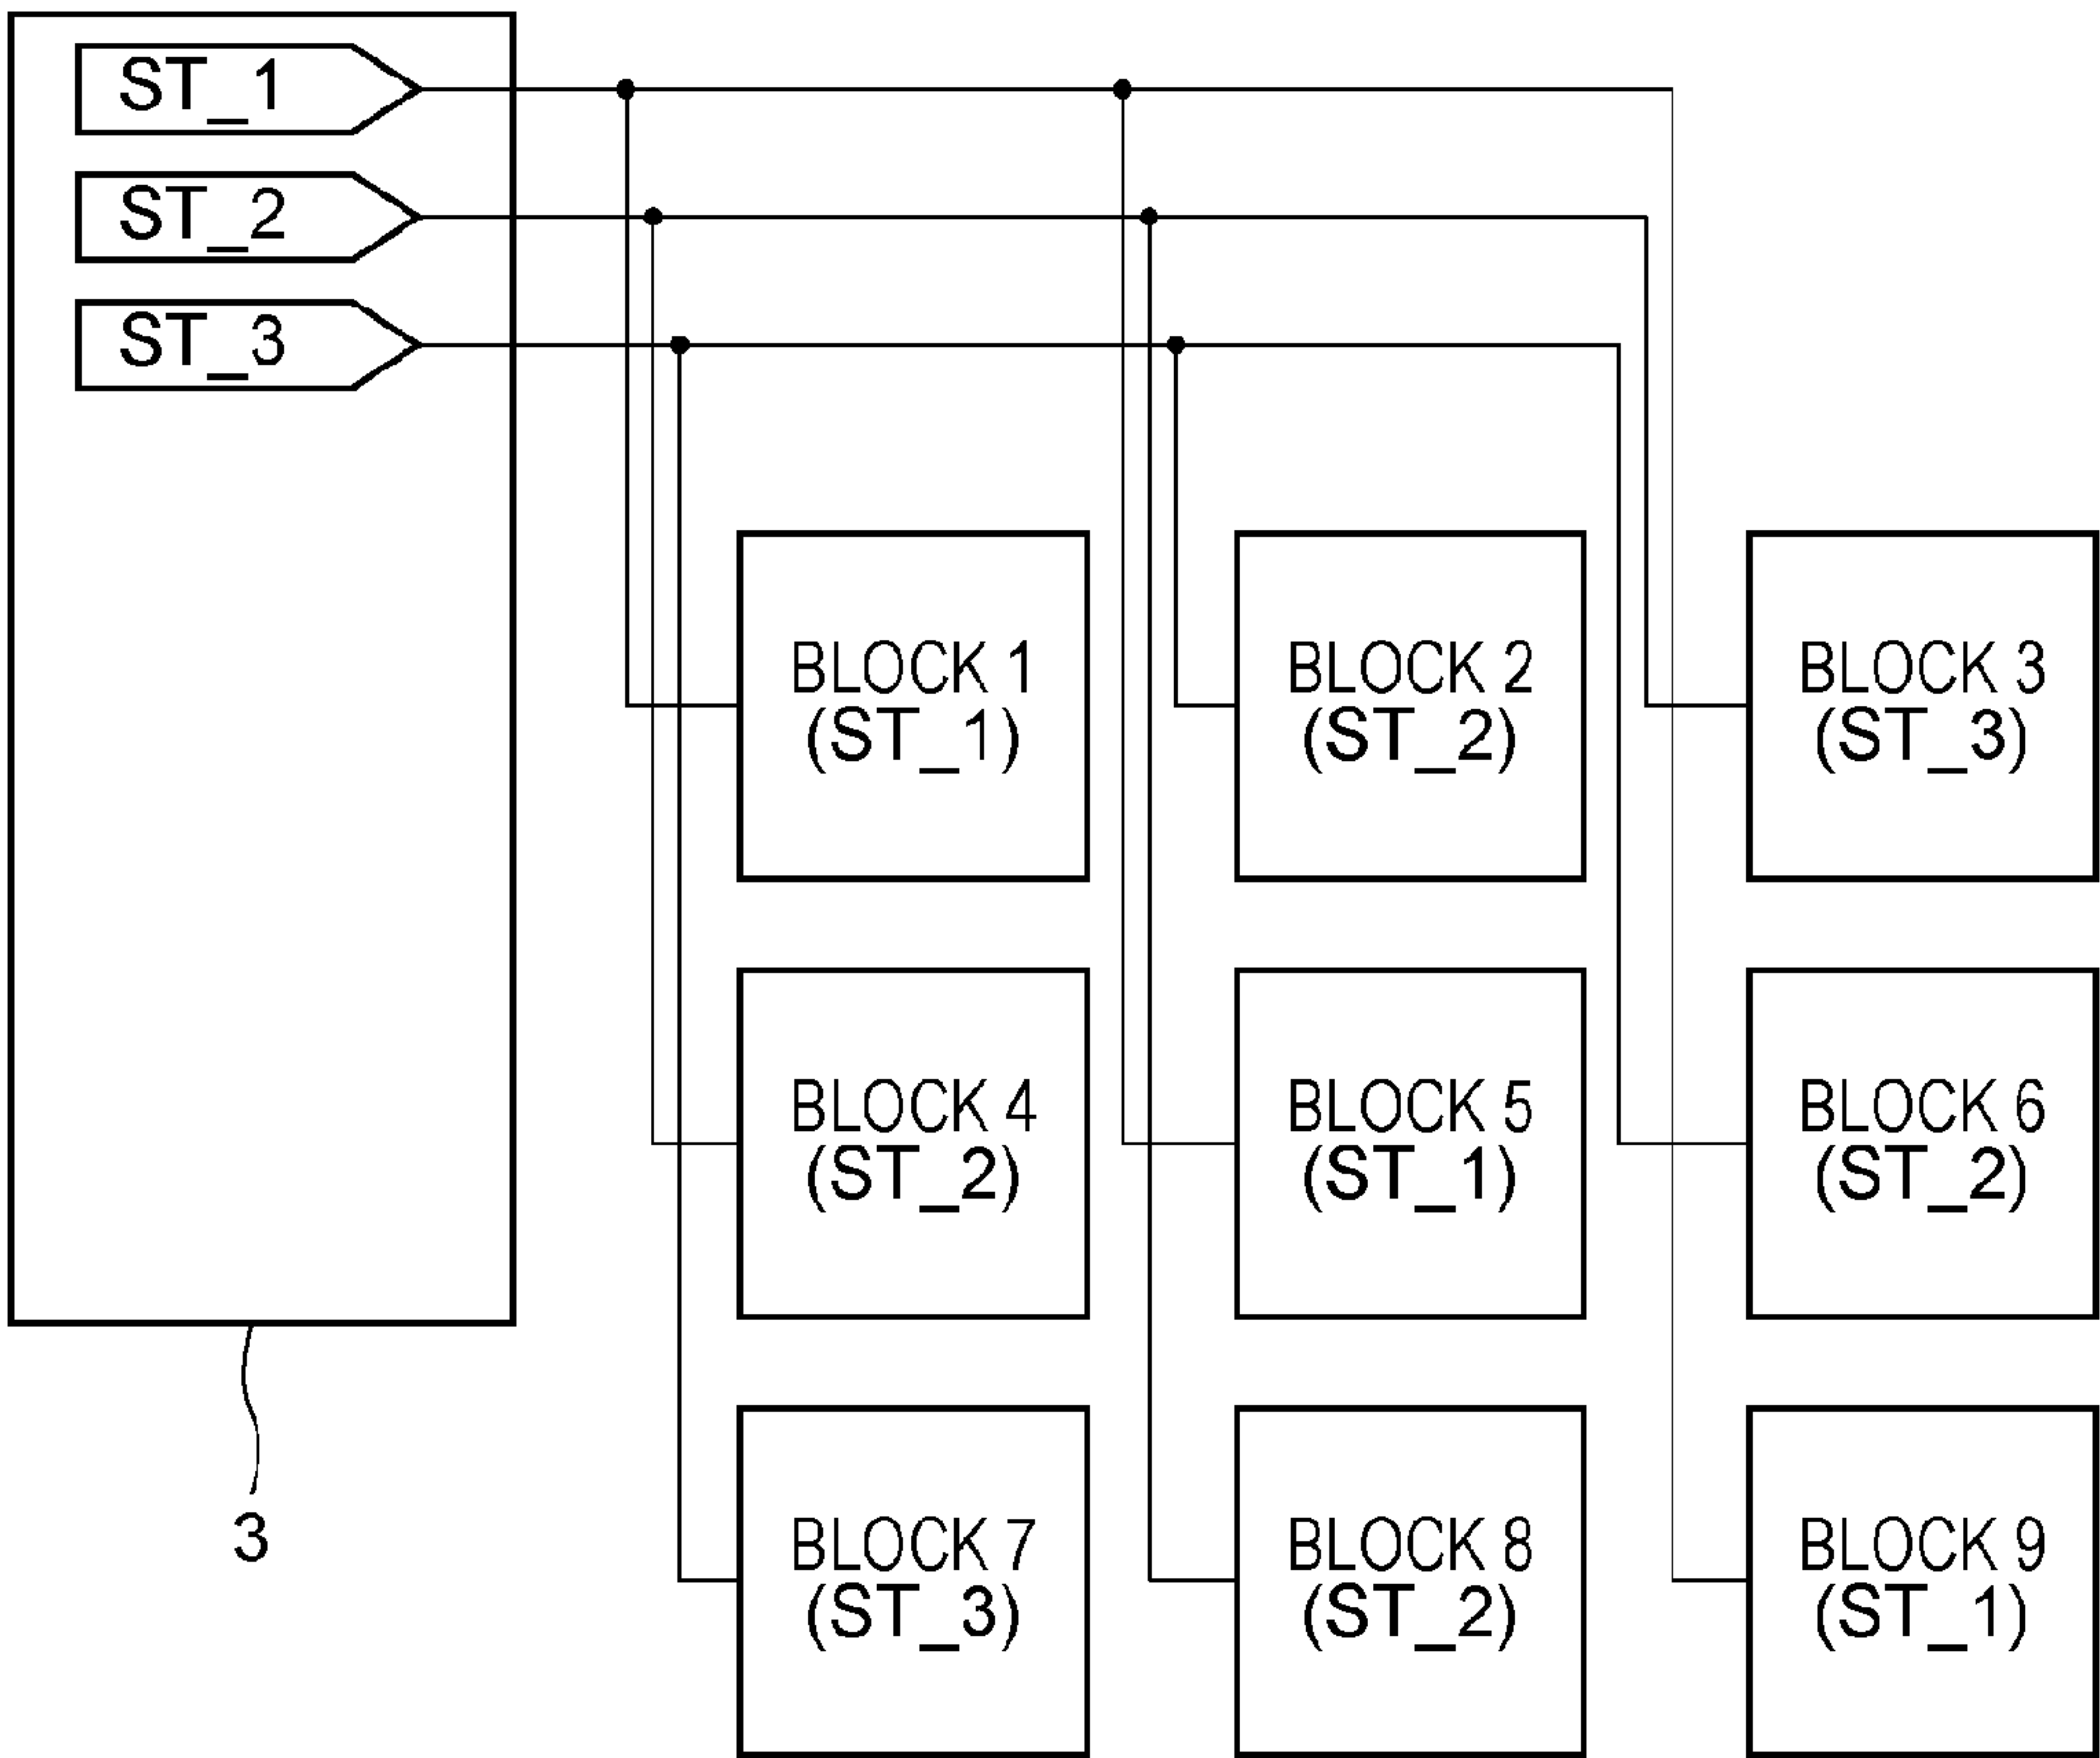 ST_1
ST_2
ST_3
BLOCK 1
(ST_1)
BLOCK 2
(ST_2)
BLOCK 3
(ST_3)
BLOCK 4
(ST_2)
BLOCK 5
(ST_1)
BLOCK 6
(ST_2)
BLOCK 7
(ST_3)
BLOCK 8
(ST_2)
BLOCK 9
(ST_1)
3